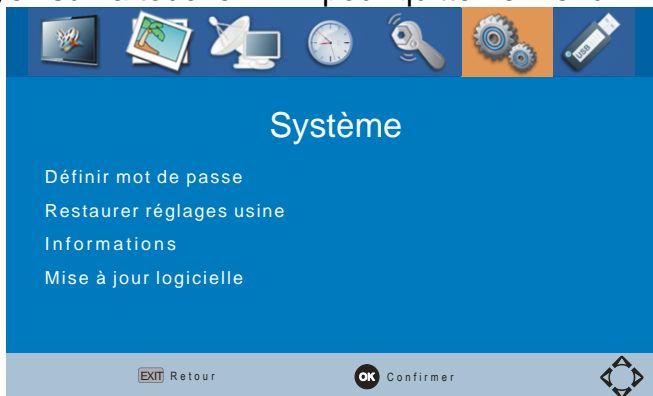 USB
Système
Définir mot de passe
Restaurer réglages usine
Informations
Mise à jour logicielle
EXIT Retour OK Confirmer